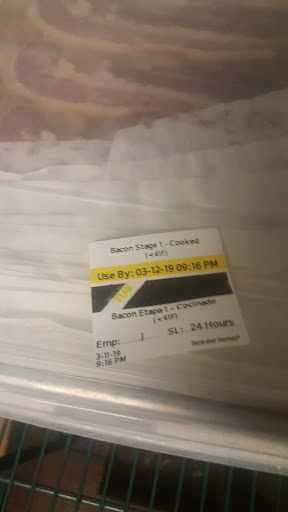 Bacon Stage 1 - Cooked
(<41F)
Use By: 03-12-19 09:16 PM
TUE
Bacon Etapa 1 - Cocinado
(<41F)
Emp: J SL: 24 Hours
3-11-19
9:16 PM